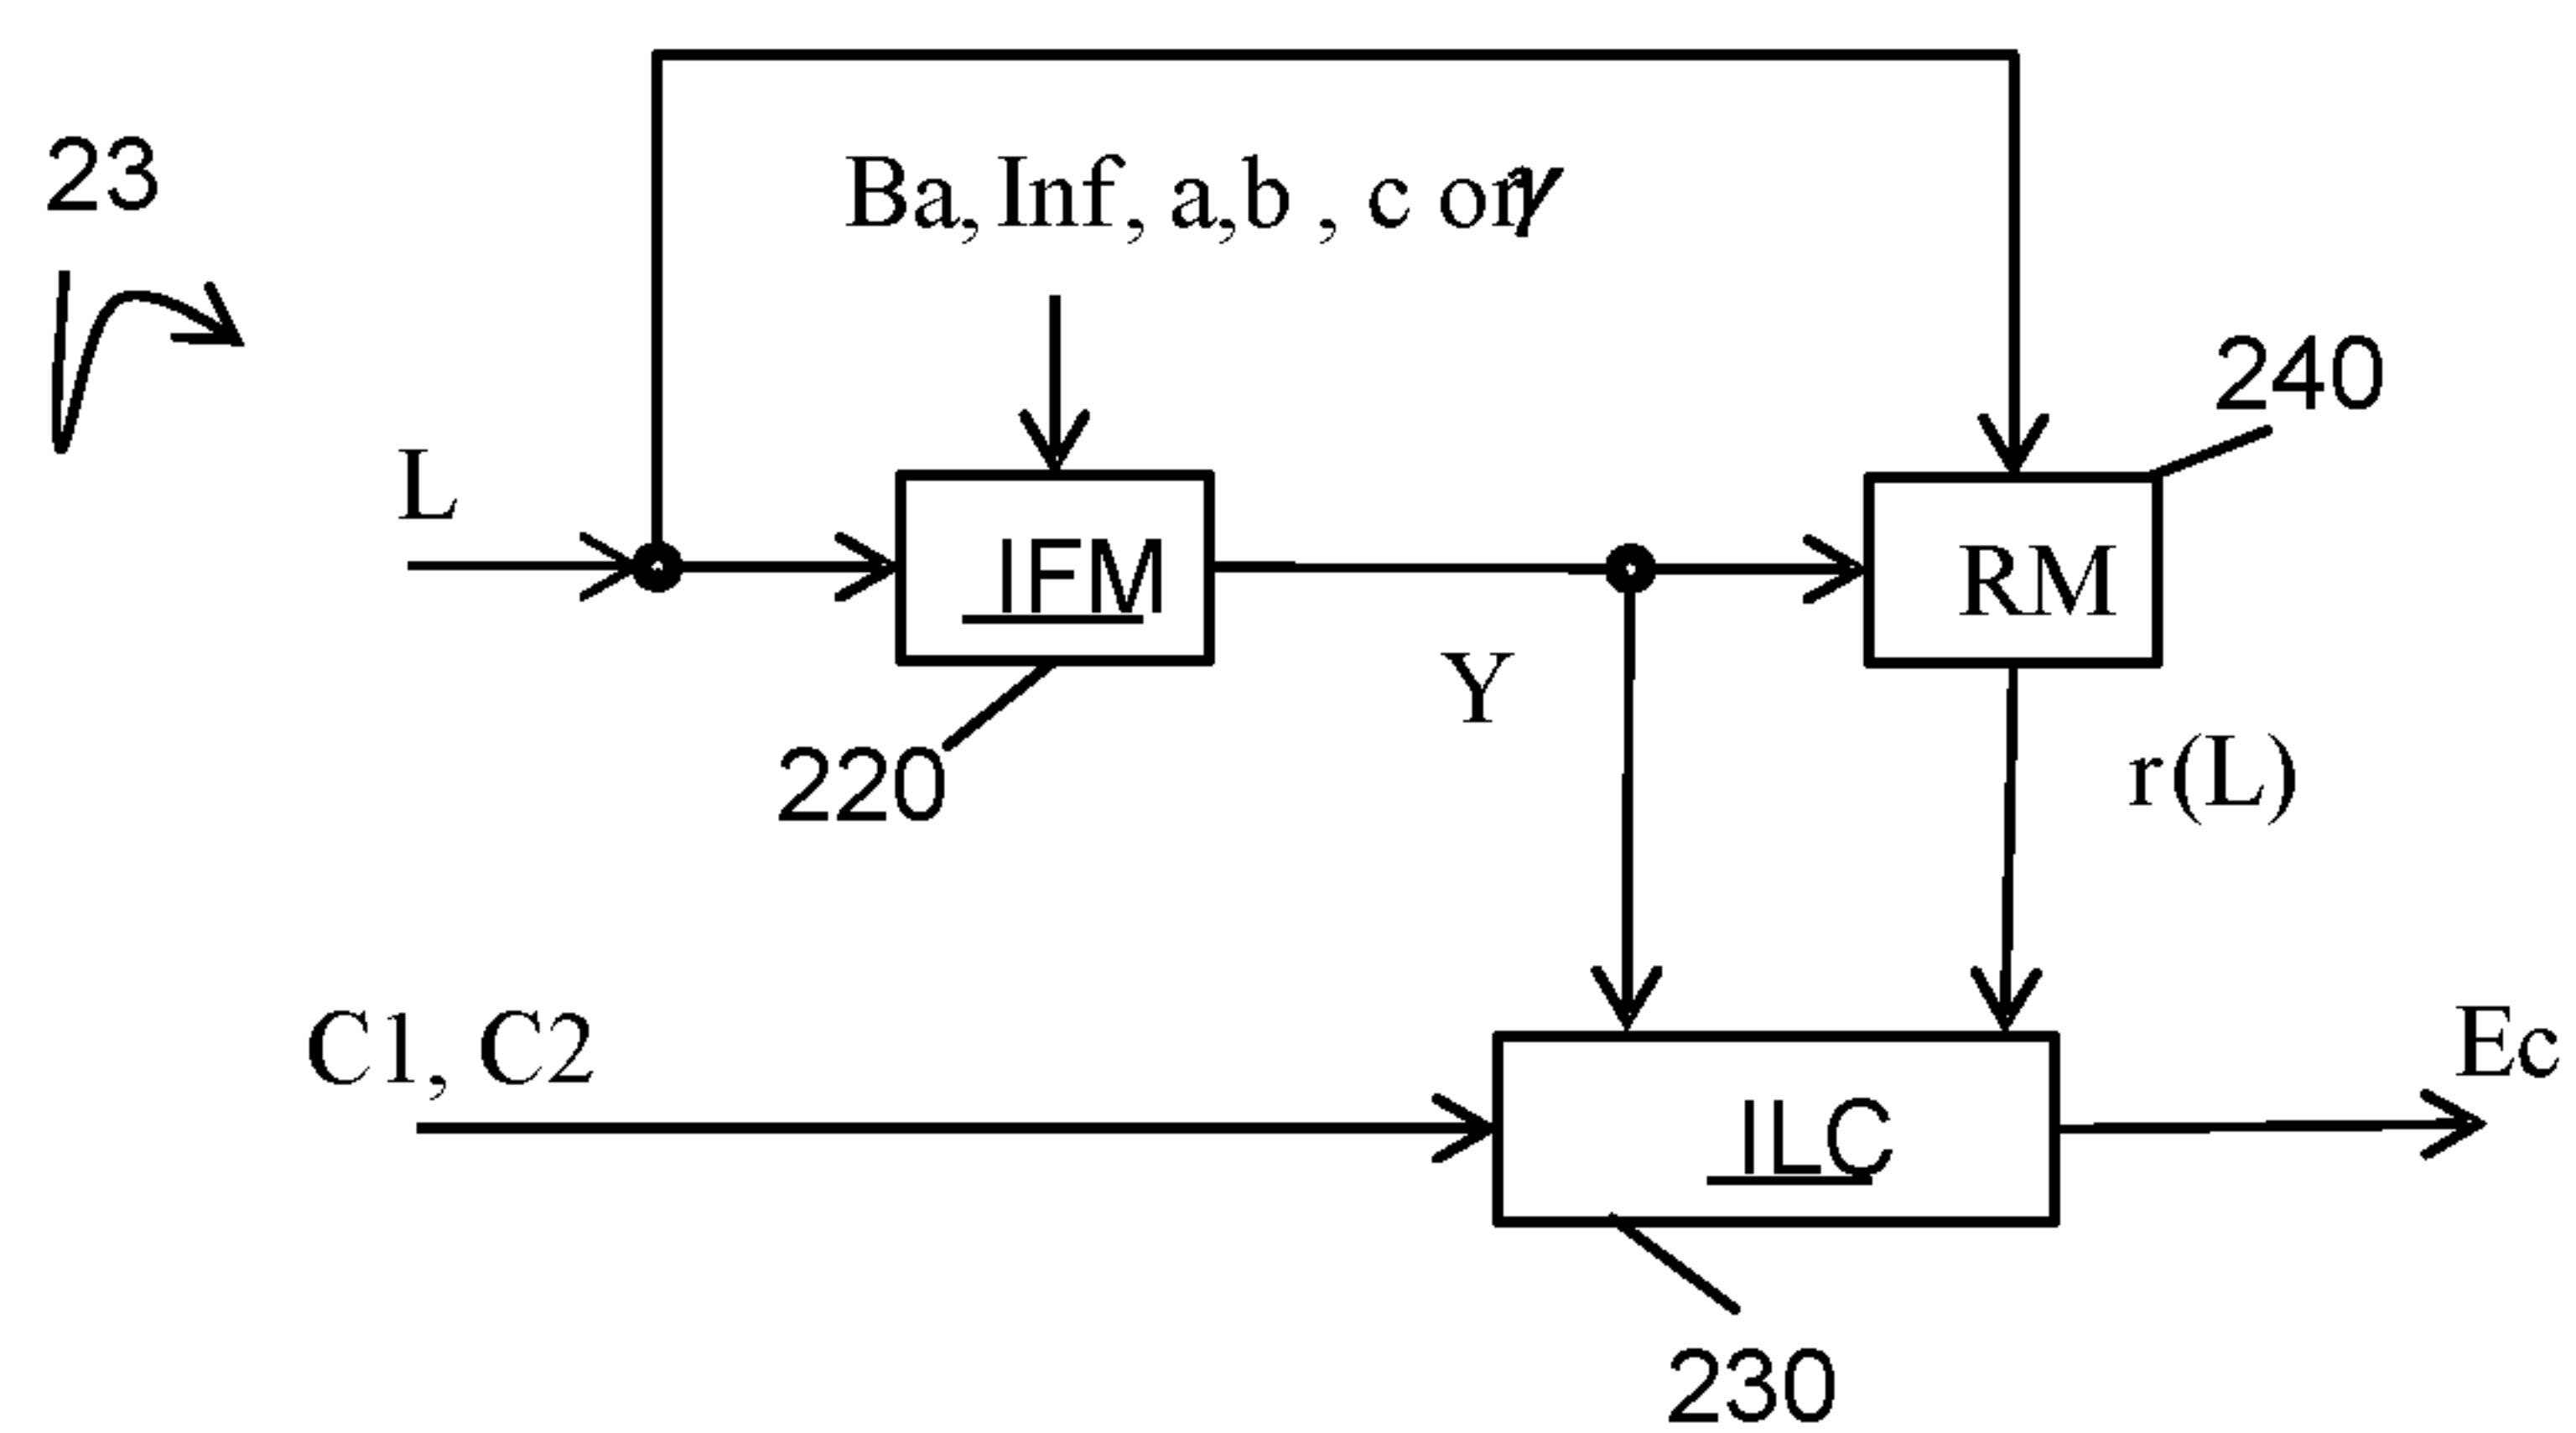 23
Ba, Inf, a,b , c or γ
240
L
IFM
RM
Y
220
r(L)
C1, C2
Ec
ILC
230